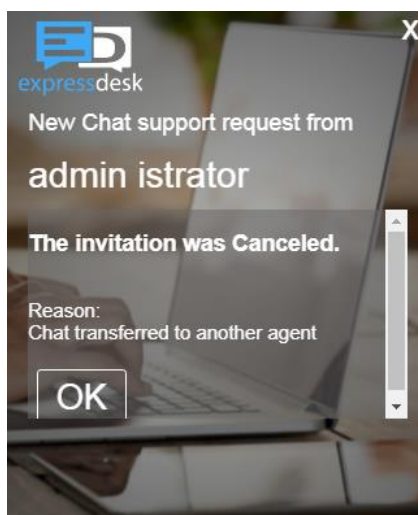 X
ED
expressdesk
New Chat support request from
admin istrator
The invitation was Canceled.
Reason:
Chat transferred to another agent
OK